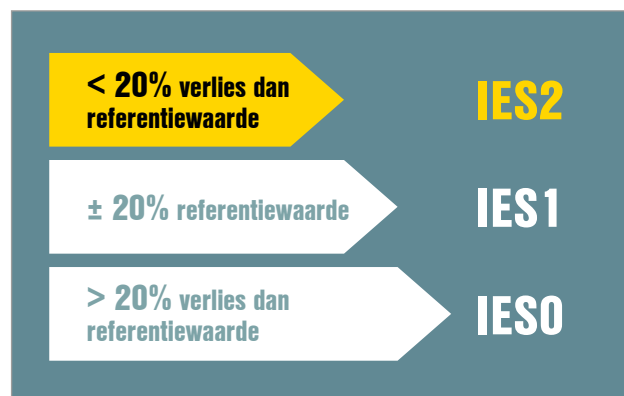 < 20% verlies dan
referentiewaarde
IES2
± 20% referentiewaarde
IES1
> 20% verlies dan
referentiewaarde
IES0